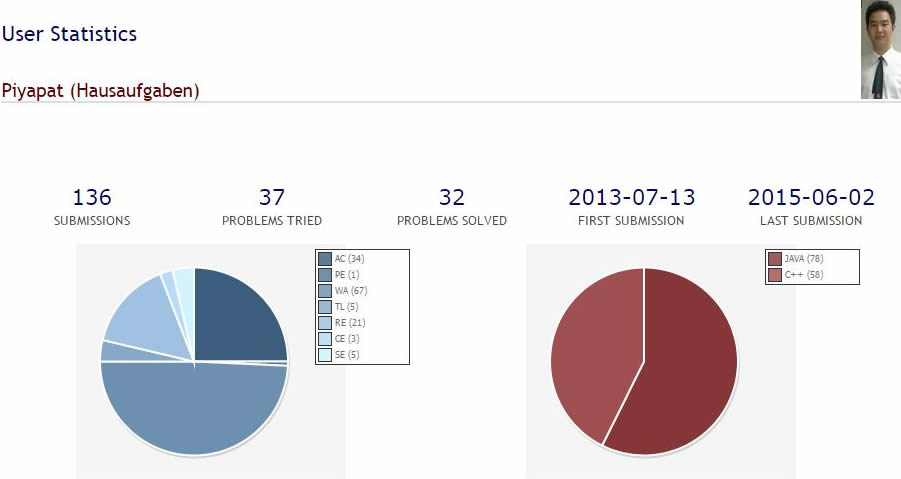 User Statistics
Piyapat (Hausaufgaben)
136 37 32 2013-07-13 2015-06-02
SUBMISSIONS PROBLEMS TRIED PROBLEMS SOLVED FIRST SUBMISSION LAST SUBMISSION
AC (34)
PE (1)
WA (67)
TL (5)
RE (21)
CE (3)
SE (5)
JAVA (78)
C++ (58)